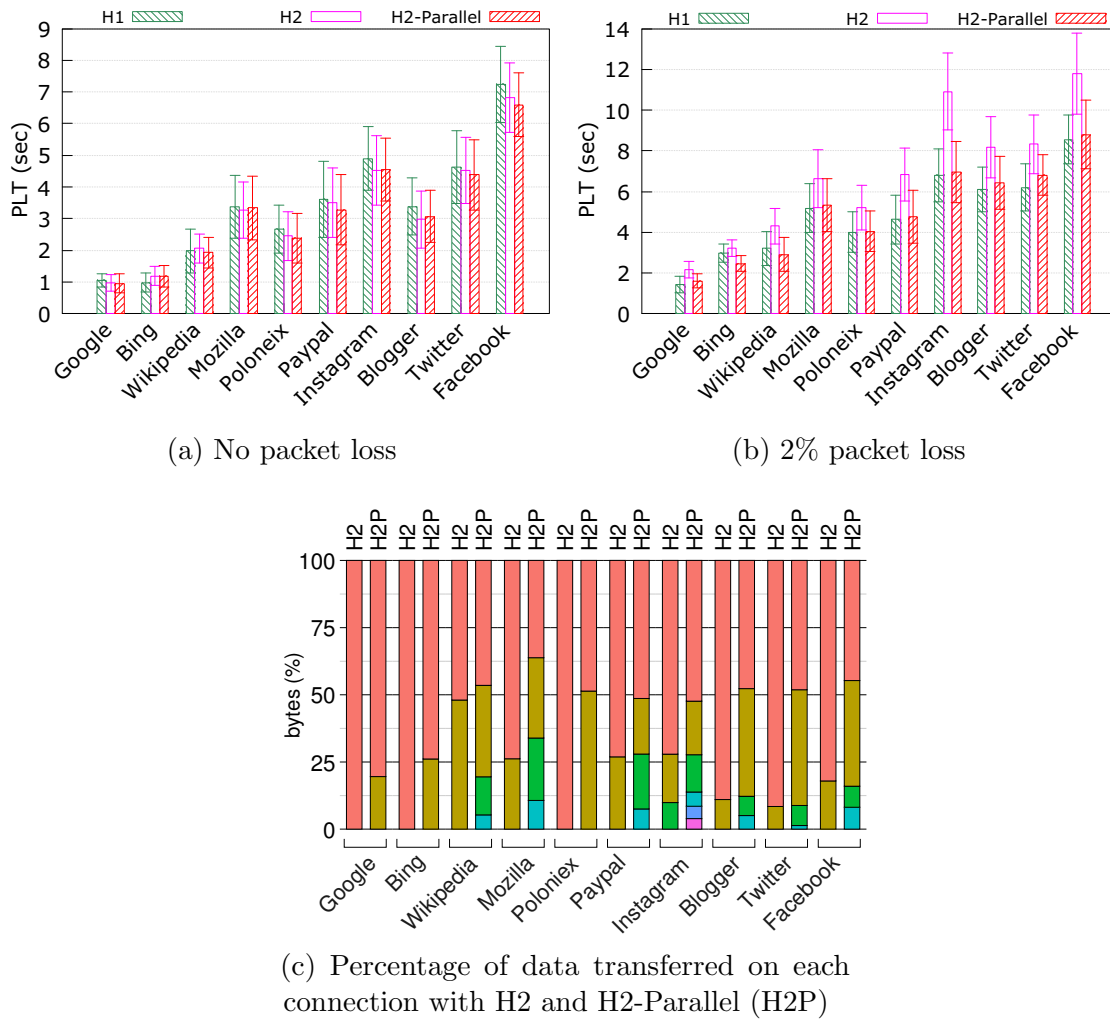 H1 H2 H2-Parallel
9
8
7
6
5
4
3
2
1
0
PLT (sec)
Google Bing Wikipedia Mozilla Poloneix Paypal Instagram Blogger Twitter Facebook
(a) No packet loss
H1 H2 H2-Parallel
14
12
10
8
6
4
2
0
PLT (sec)
Google Bing Wikipedia Mozilla Poloneix Paypal Instagram Blogger Twitter Facebook
(b) 2% packet loss
H2 H2P H2 H2P H2 H2P H2 H2P H2 H2P H2 H2P H2 H2P H2 H2P H2 H2P H2 H2P
100
75
50
25
0
bytes (%)
Google Bing Wikipedia Mozilla Poloniex Paypal Instagram Blogger Twitter Facebook
(c) Percentage of data transferred on each
connection with H2 and H2-Parallel (H2P)